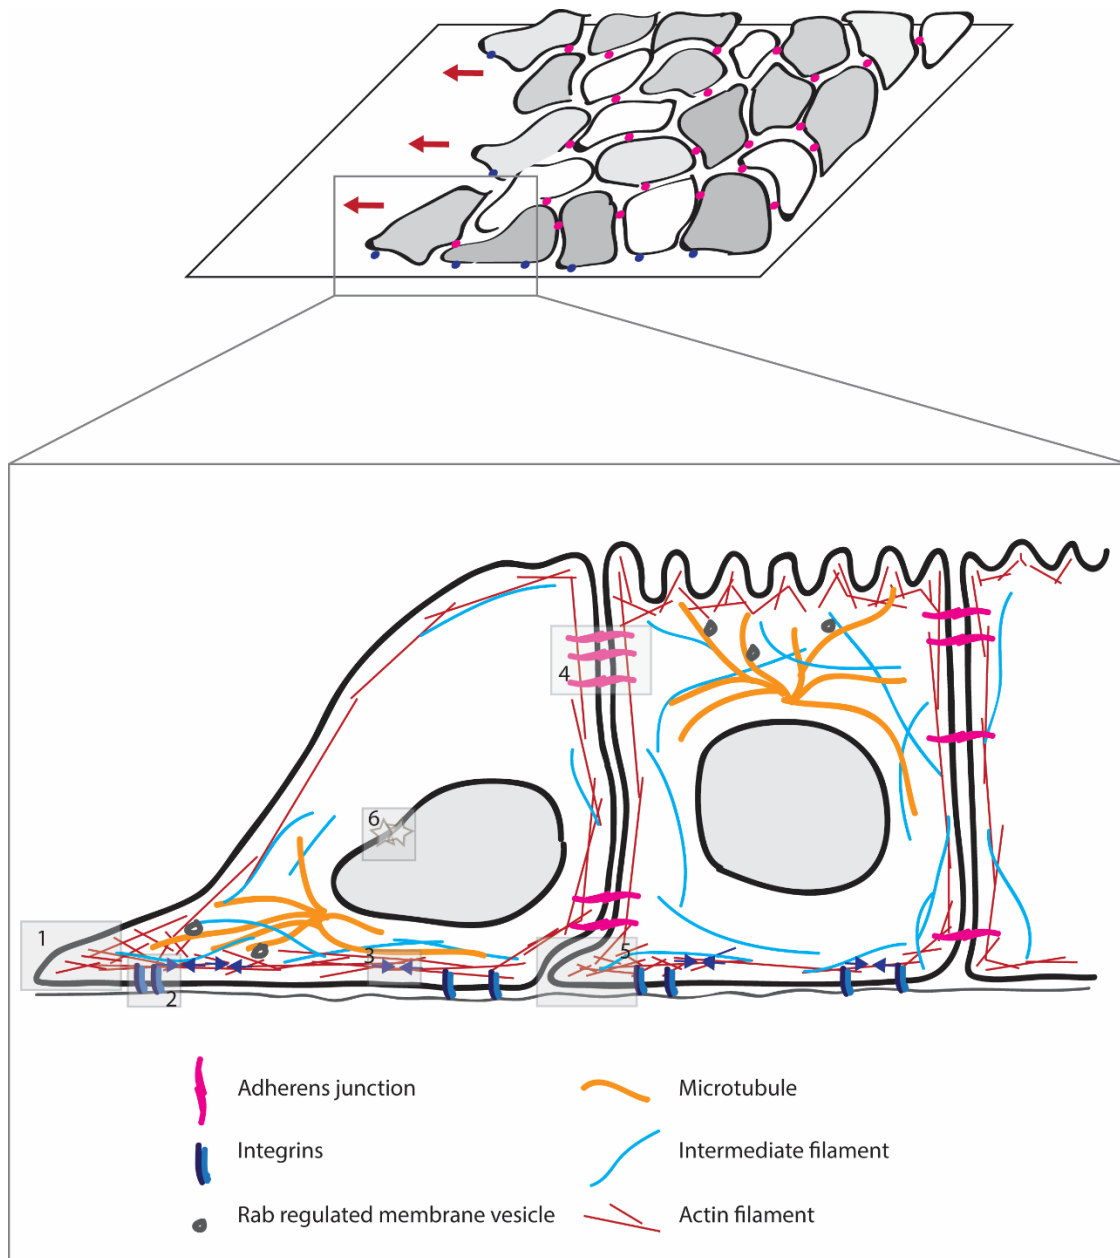 4
6
1
3
5
2
Adherens junction
Microtubule
Integrins
Intermediate filament
Rab regulated membrane vesicle
Actin filament